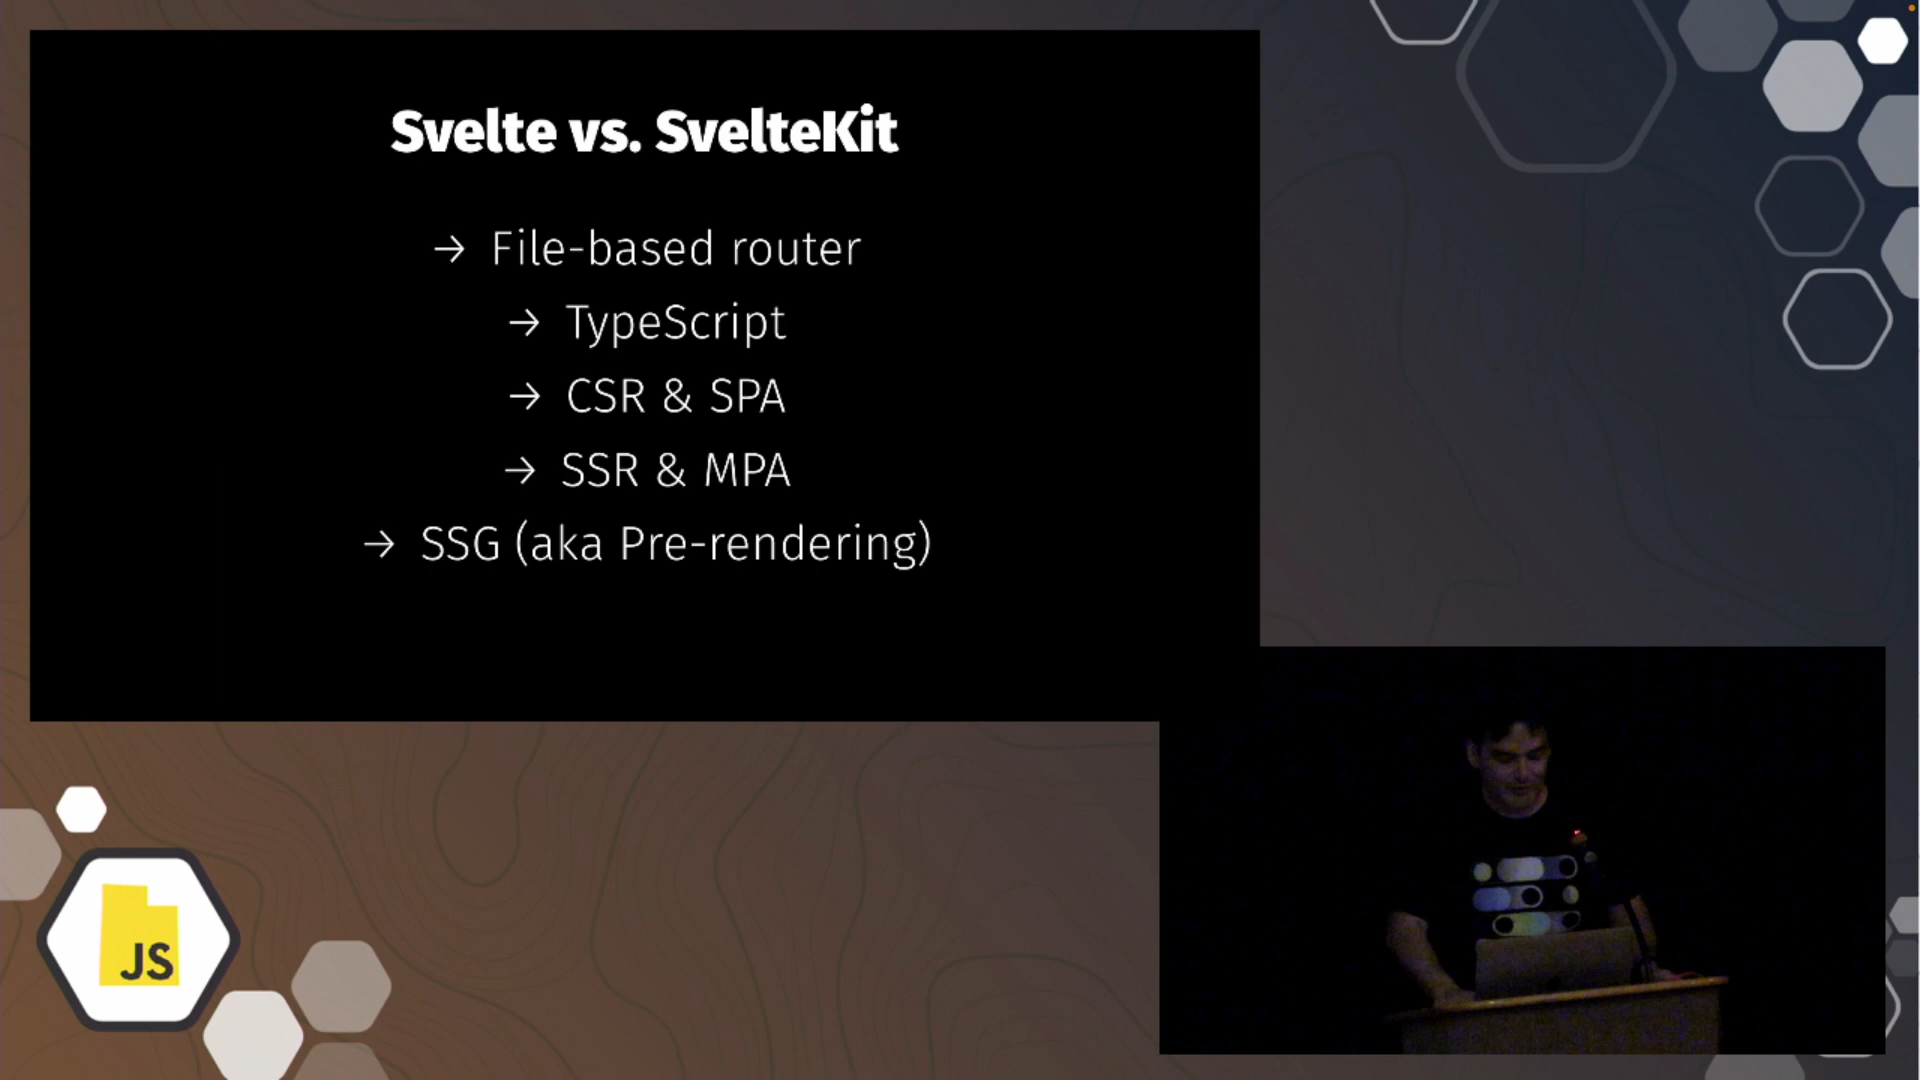 Svelte vs. SvelteKit
→ File-based router
→ TypeScript
→ CSR & SPA
→ SSR & MPA
→ SSG (aka Pre-rendering)
JS